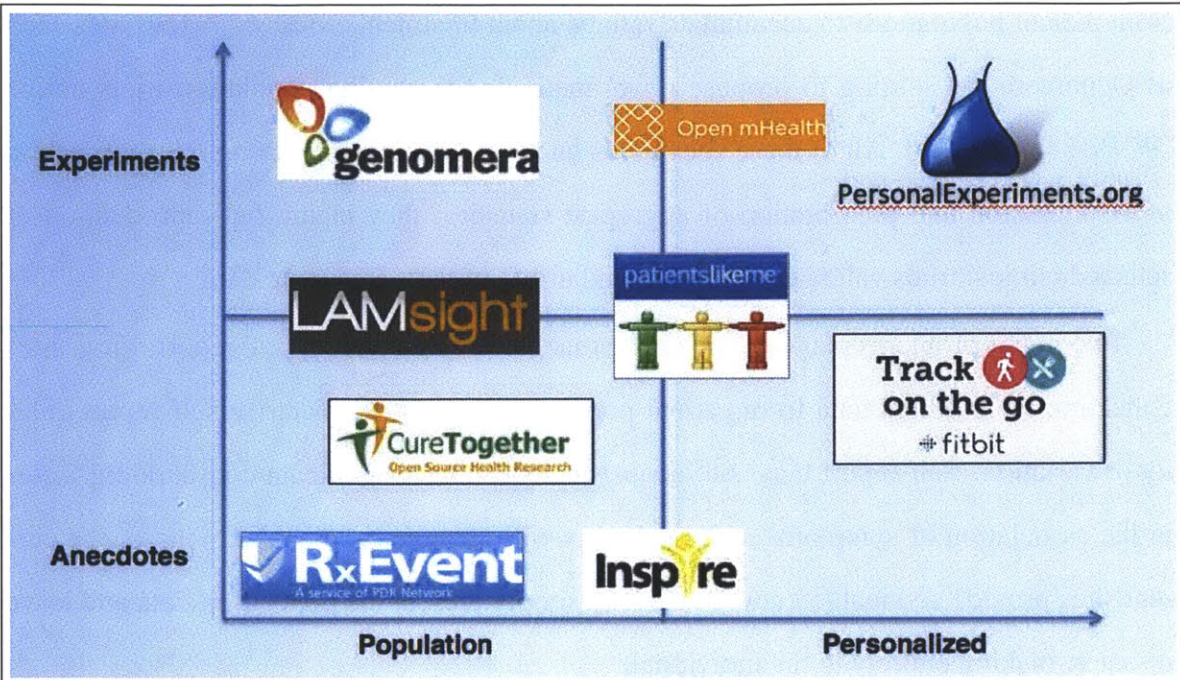 Experiments
genomera
Open mHealth
PersonalExperiments.org
LAMsight
patientslikeme
Track
on the go
fitbit
CureTogether
Open Source Health Research
Anecdotes
RxEvent
A service of PDR Network
Inspire
Population
Personalized